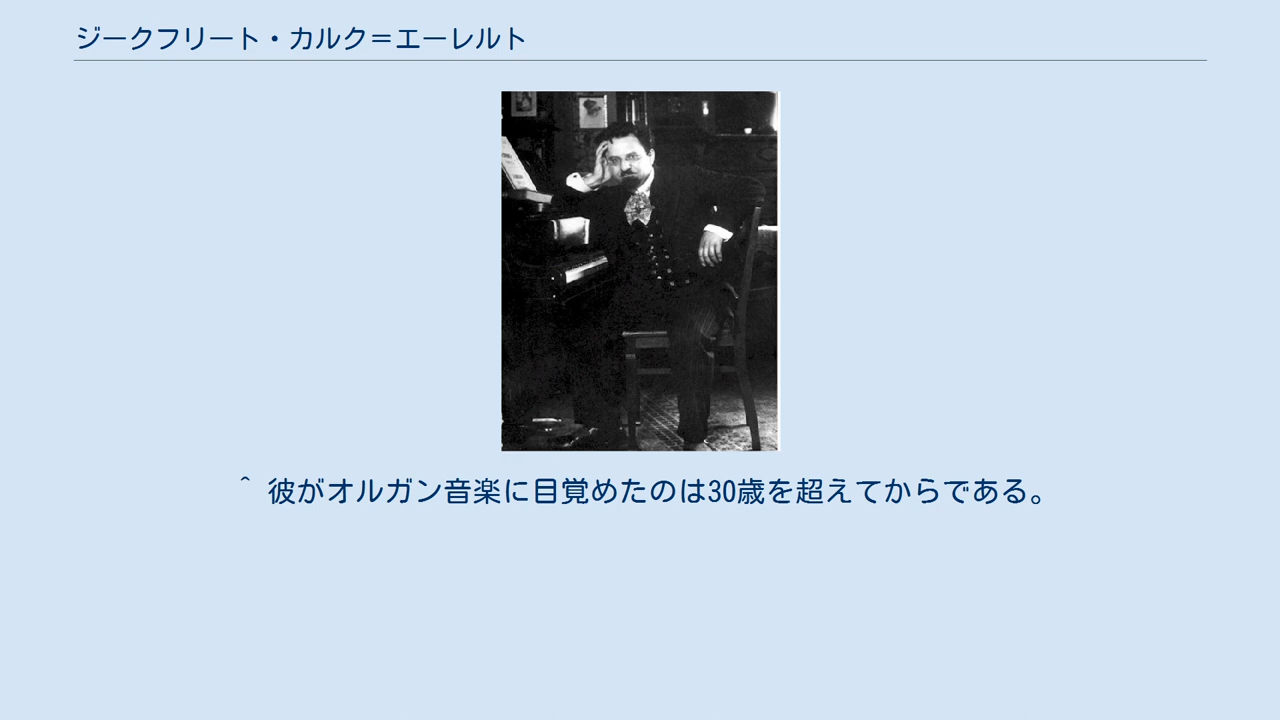 ジークフリート・カルク＝エーレルト
^ 彼がオルガン音楽に目覚めたのは30歳を超えてからである。